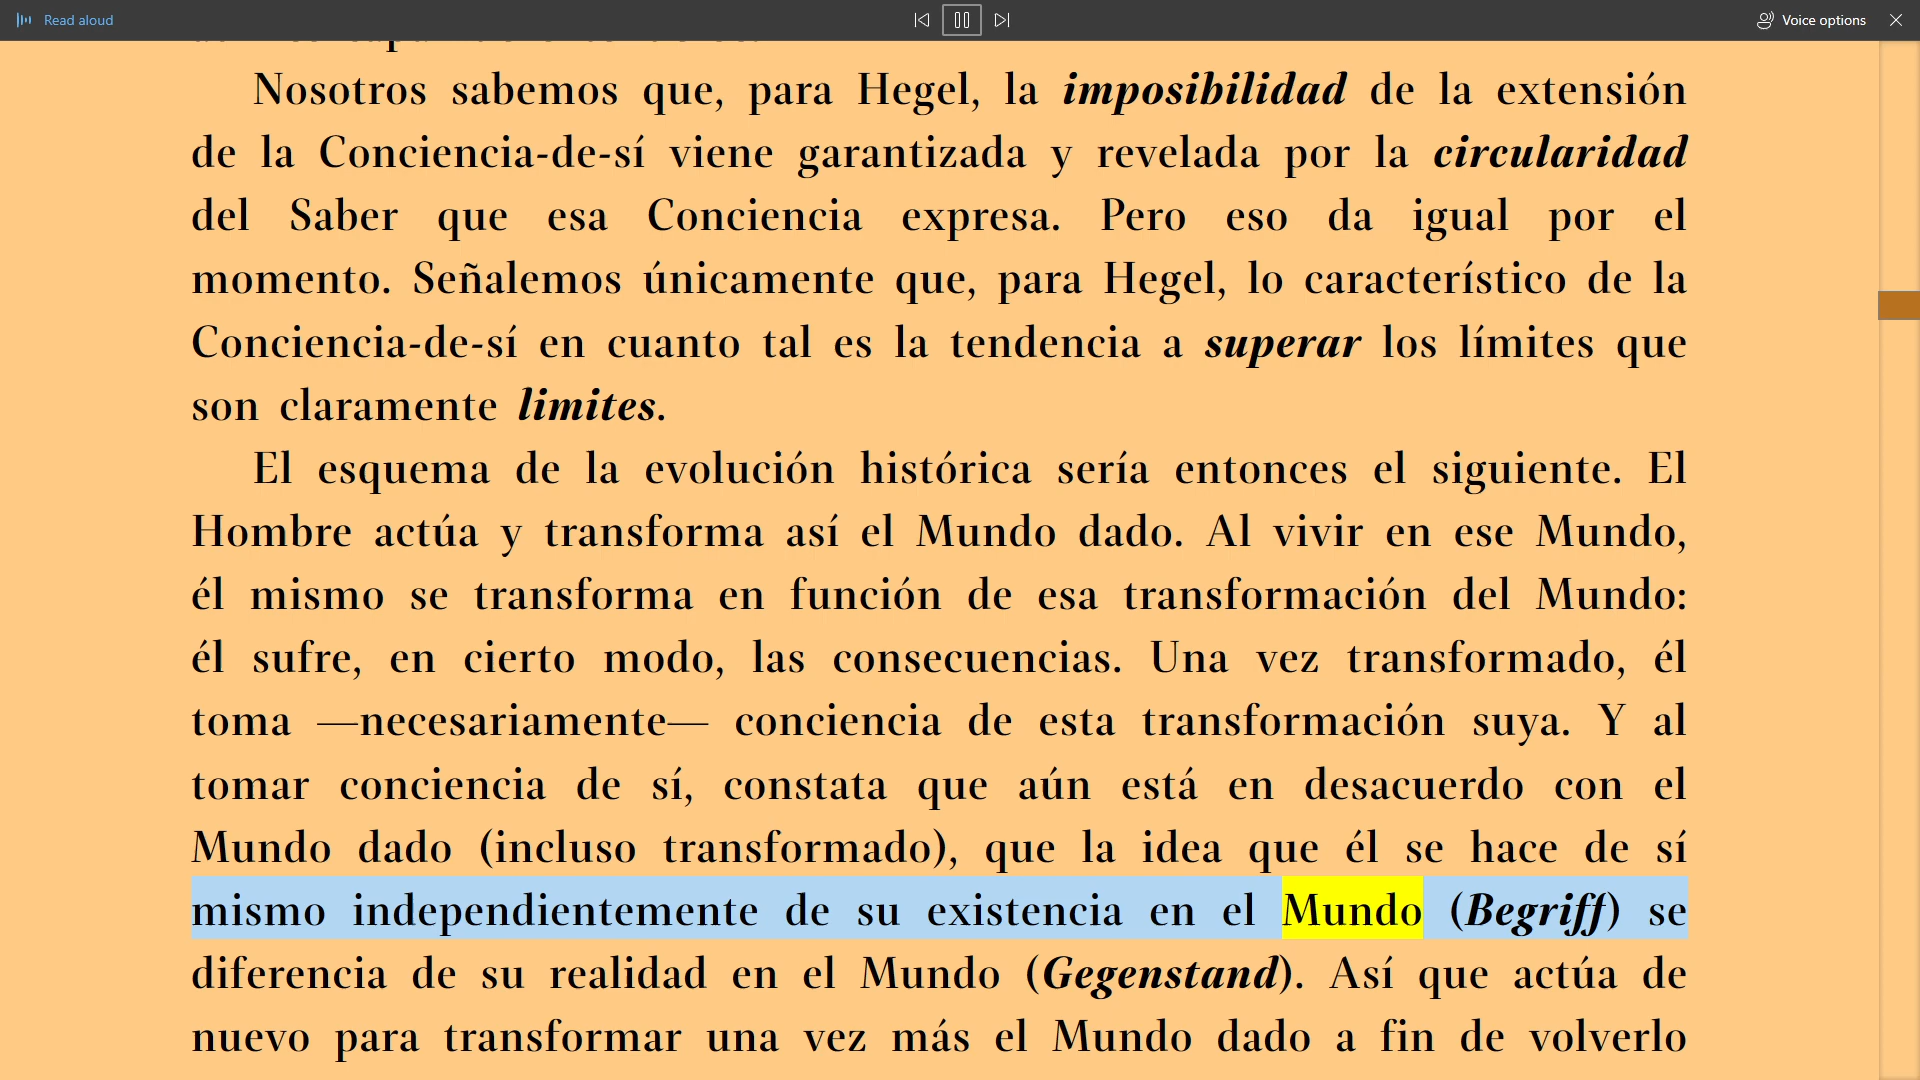 Read aloud
Voice options
Nosotros sabemos que, para Hegel, la imposibilidad de la extensión
de la Conciencia-de-sí viene garantizada y revelada por la circularidad
del Saber que esa Conciencia expresa. Pero eso da igual por el
momento. Señalemos únicamente que, para Hegel, lo característico de la
Conciencia-de-sí en cuanto tal es la tendencia a superar los límites que
son claramente limites.
El esquema de la evolución histórica sería entonces el siguiente. El
Hombre actúa y transforma así el Mundo dado. Al vivir en ese Mundo,
él mismo se transforma en función de esa transformación del Mundo:
él sufre, en cierto modo, las consecuencias. Una vez transformado, él
toma —necesariamente— conciencia de esta transformación suya. Y al
tomar conciencia de sí, constata que aún está en desacuerdo con el
Mundo dado (incluso transformado), que la idea que él se hace de sí
mismo independientemente de su existencia en el Mundo (Begriff) se
diferencia de su realidad en el Mundo (Gegenstand). Así que actúa de
nuevo para transformar una vez más el Mundo dado a fin de volverlo